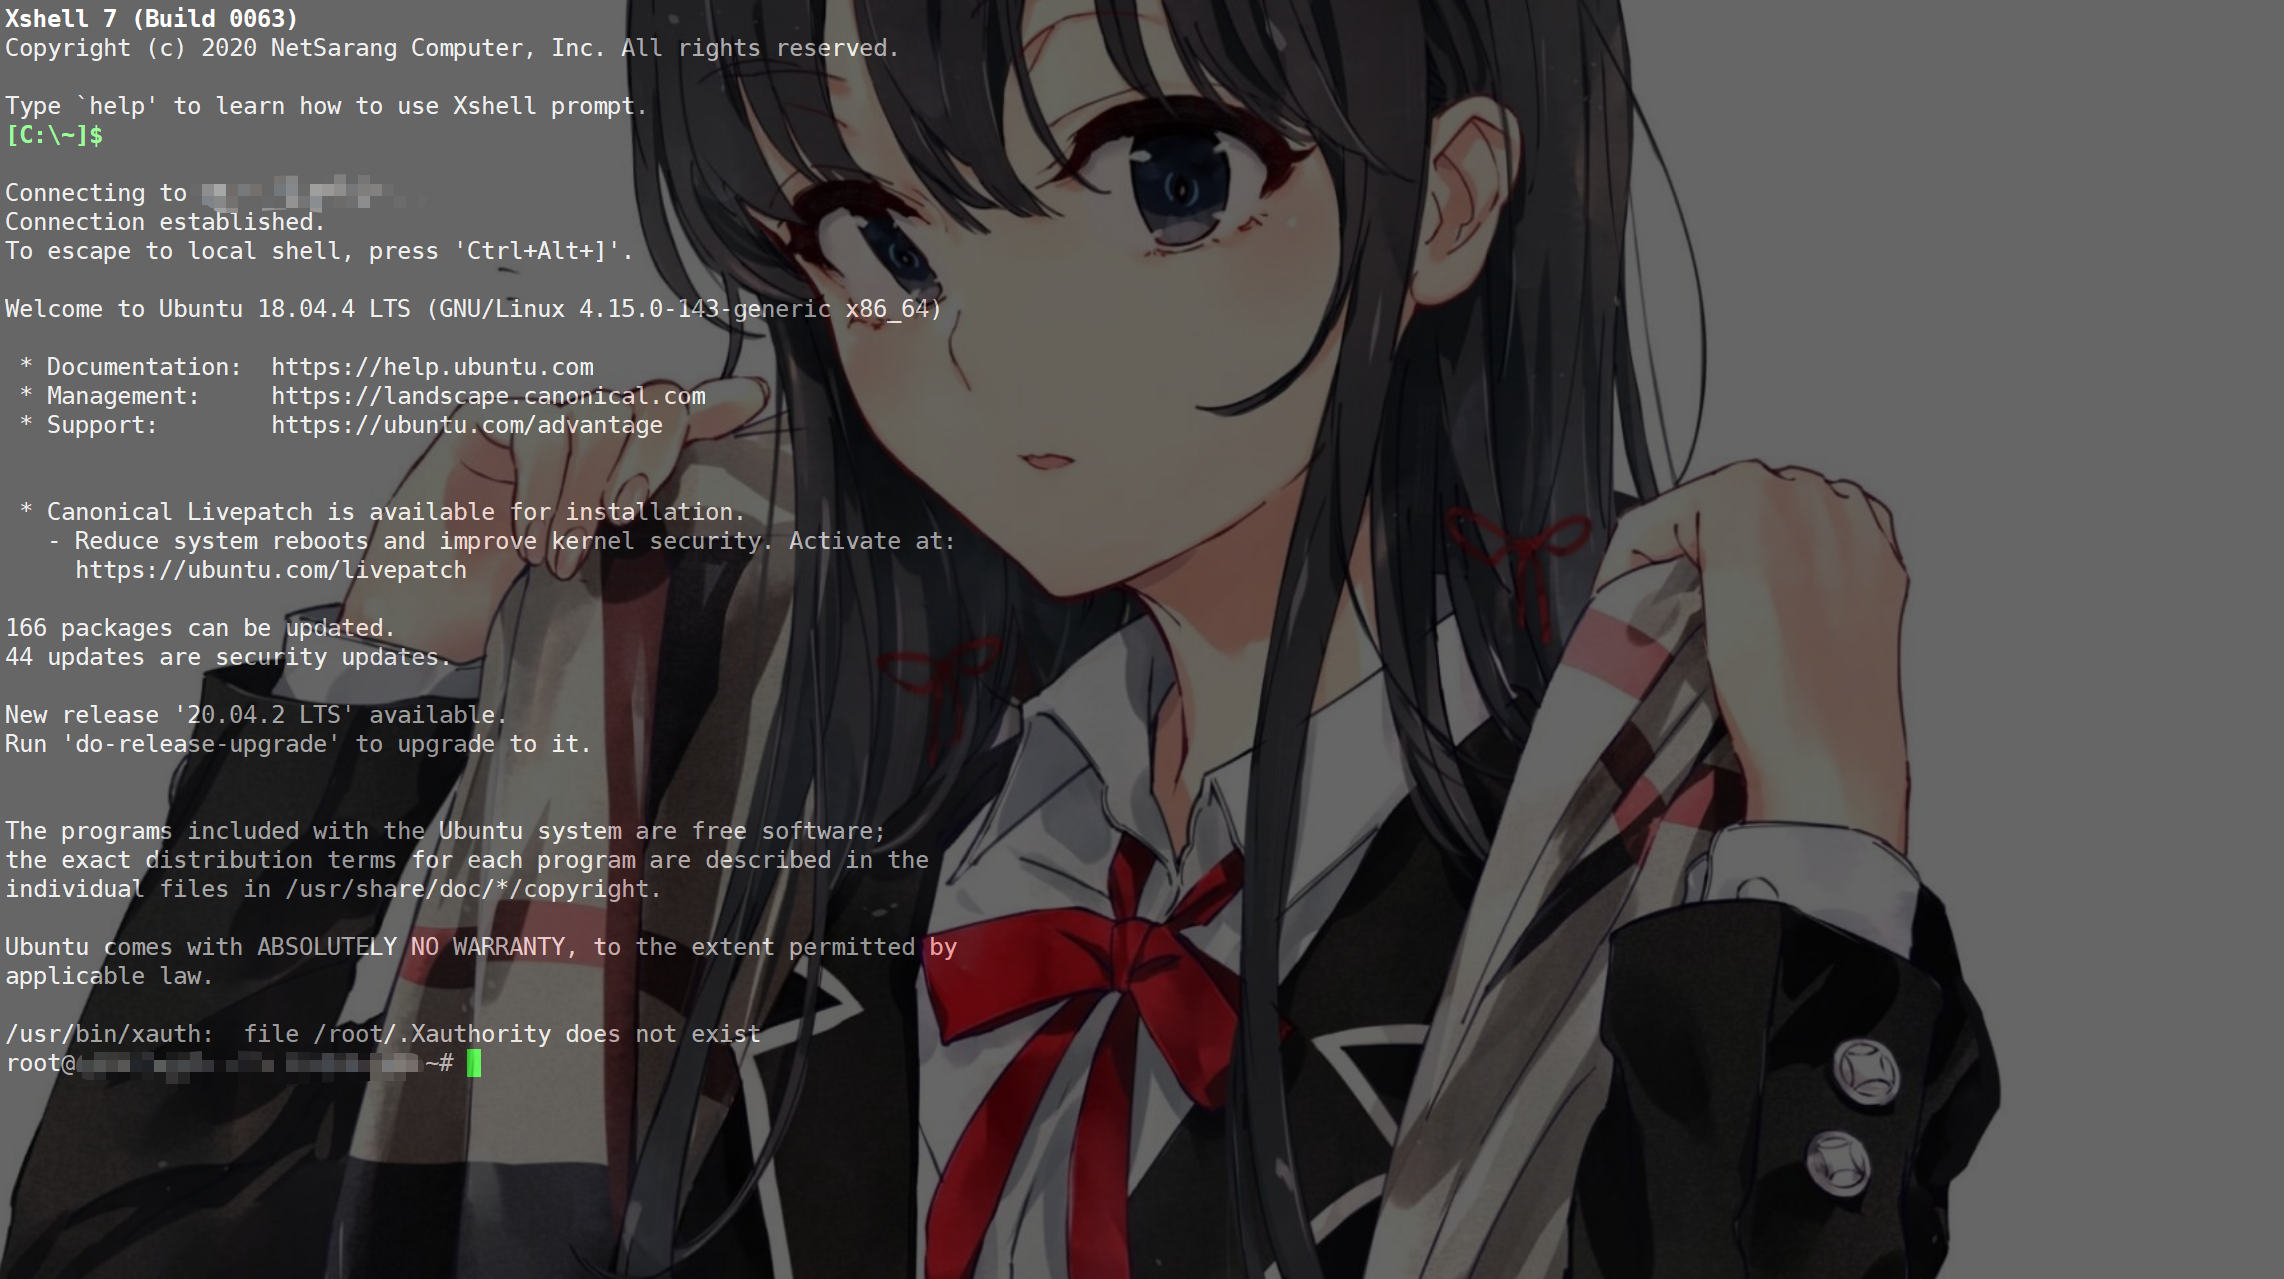 Xshell 7 (Build 0063)
Copyright (c) 2020 NetSarang Computer, Inc. All rights reserved.
Type `help' to learn how to use Xshell prompt.
[C:\~]$
Connecting to
Connection established.
To escape to local shell, press 'Ctrl+Alt+]'.
Welcome to Ubuntu 18.04.4 LTS (GNU/Linux 4.15.0-143-generic x86_64)
* Documentation:  https://help.ubuntu.com
* Management:     https://landscape.canonical.com
* Support:        https://ubuntu.com/advantage
* Canonical Livepatch is available for installation.
- Reduce system reboots and improve kernel security. Activate at:
https://ubuntu.com/livepatch
166 packages can be updated.
44 updates are security updates.
New release '20.04.2 LTS' available.
Run 'do-release-upgrade' to upgrade to it.
The programs included with the Ubuntu system are free software;
the exact distribution terms for each program are described in the
individual files in /usr/share/doc/*/copyright.
Ubuntu comes with ABSOLUTELY NO WARRANTY, to the extent permitted by
applicable law.
/usr/bin/xauth:  file /root/.Xauthority does not exist
root@ ~#